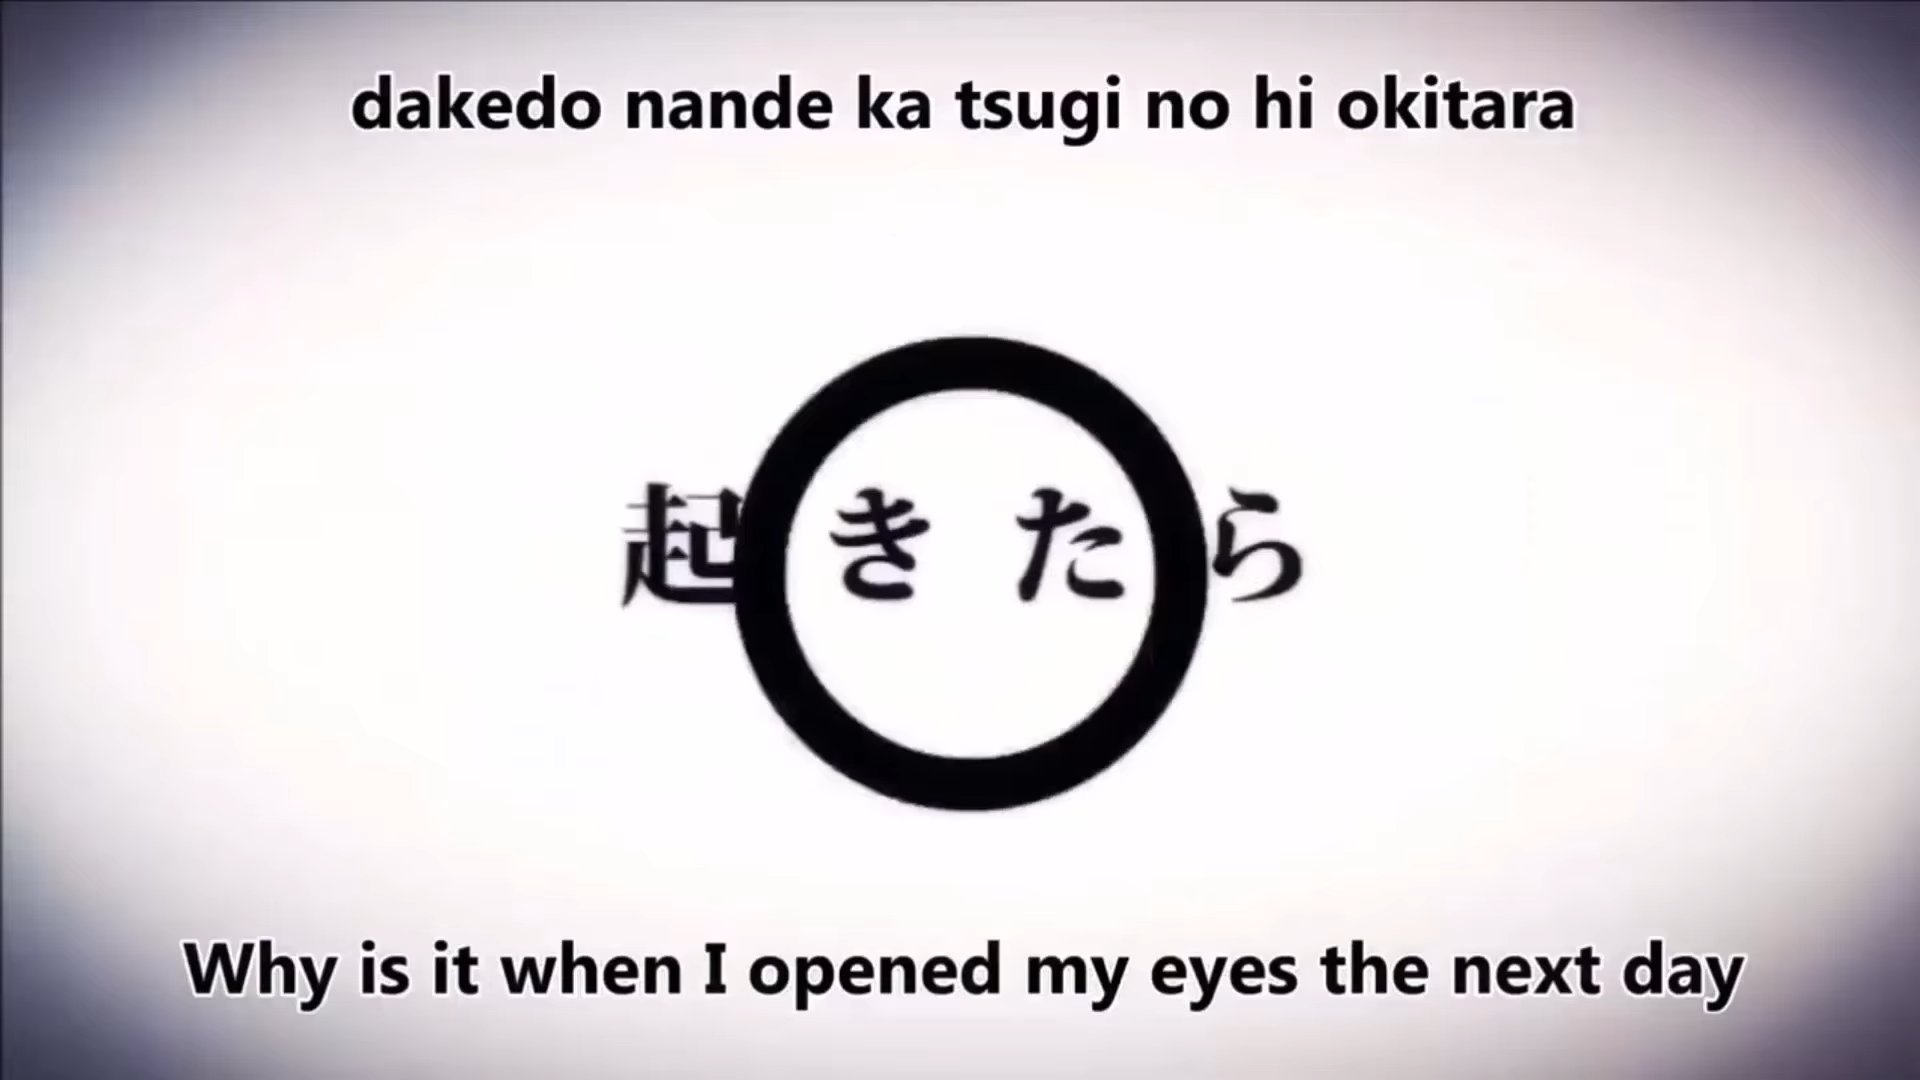 dakedo nande ka tsugi no hi okitara
起きたら
Why is it when I opened my eyes the next day